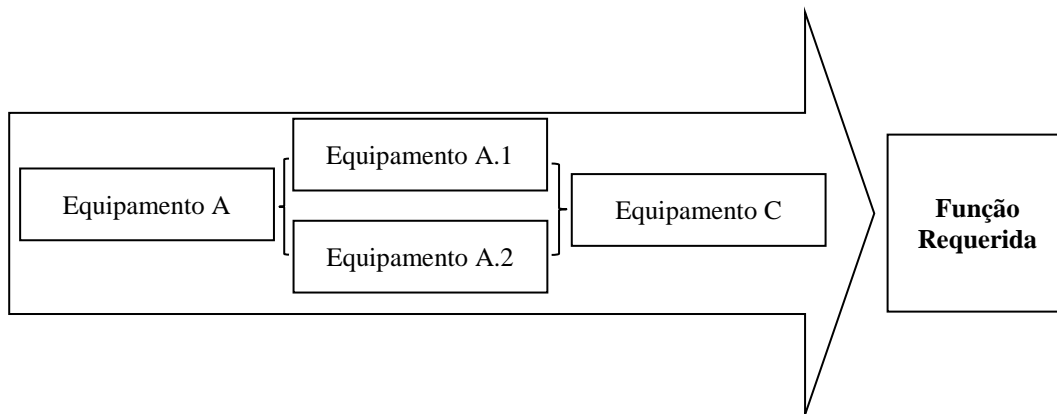 Equipamento A
Equipamento A.1
Equipamento A.2
Equipamento C
Função
Requerida